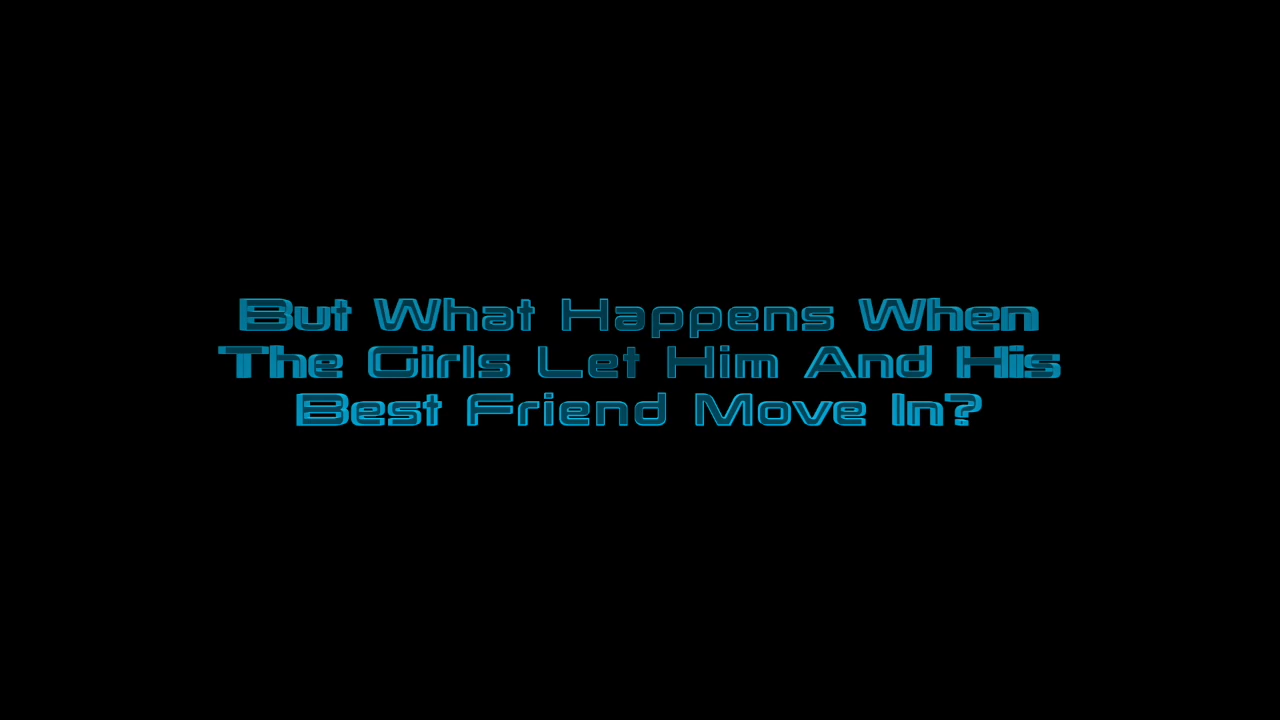 But What Happens When
The Girls Let Him And His
Best Friend Move In?